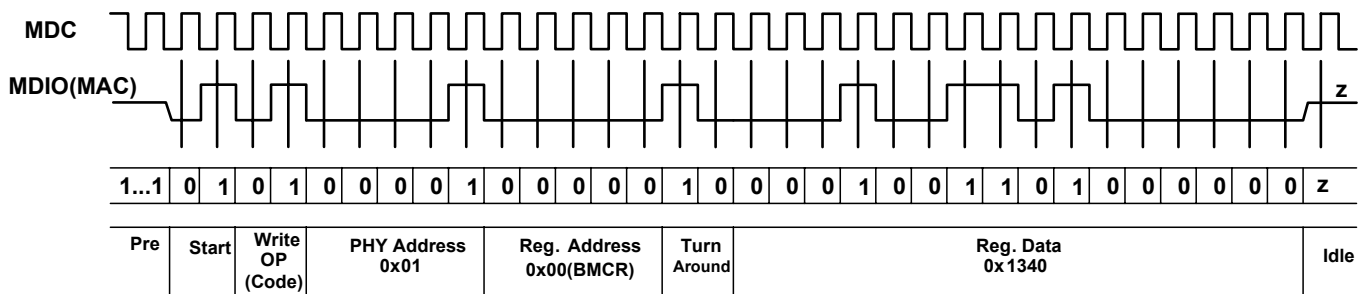 MDC
MDIO(MAC)
z
1...1 0 1 0 1 0 0 0 0 1 0 0 0 0 0 1 0 0 0 0 1 0 0 1 1 0 1 0 0 0 0 0 0 z
Pre
Start
Write
OP
(Code)
PHY Address
0x01
Reg. Address
0x00(BMCR)
Turn
Around
Reg. Data
0x1340
Idle